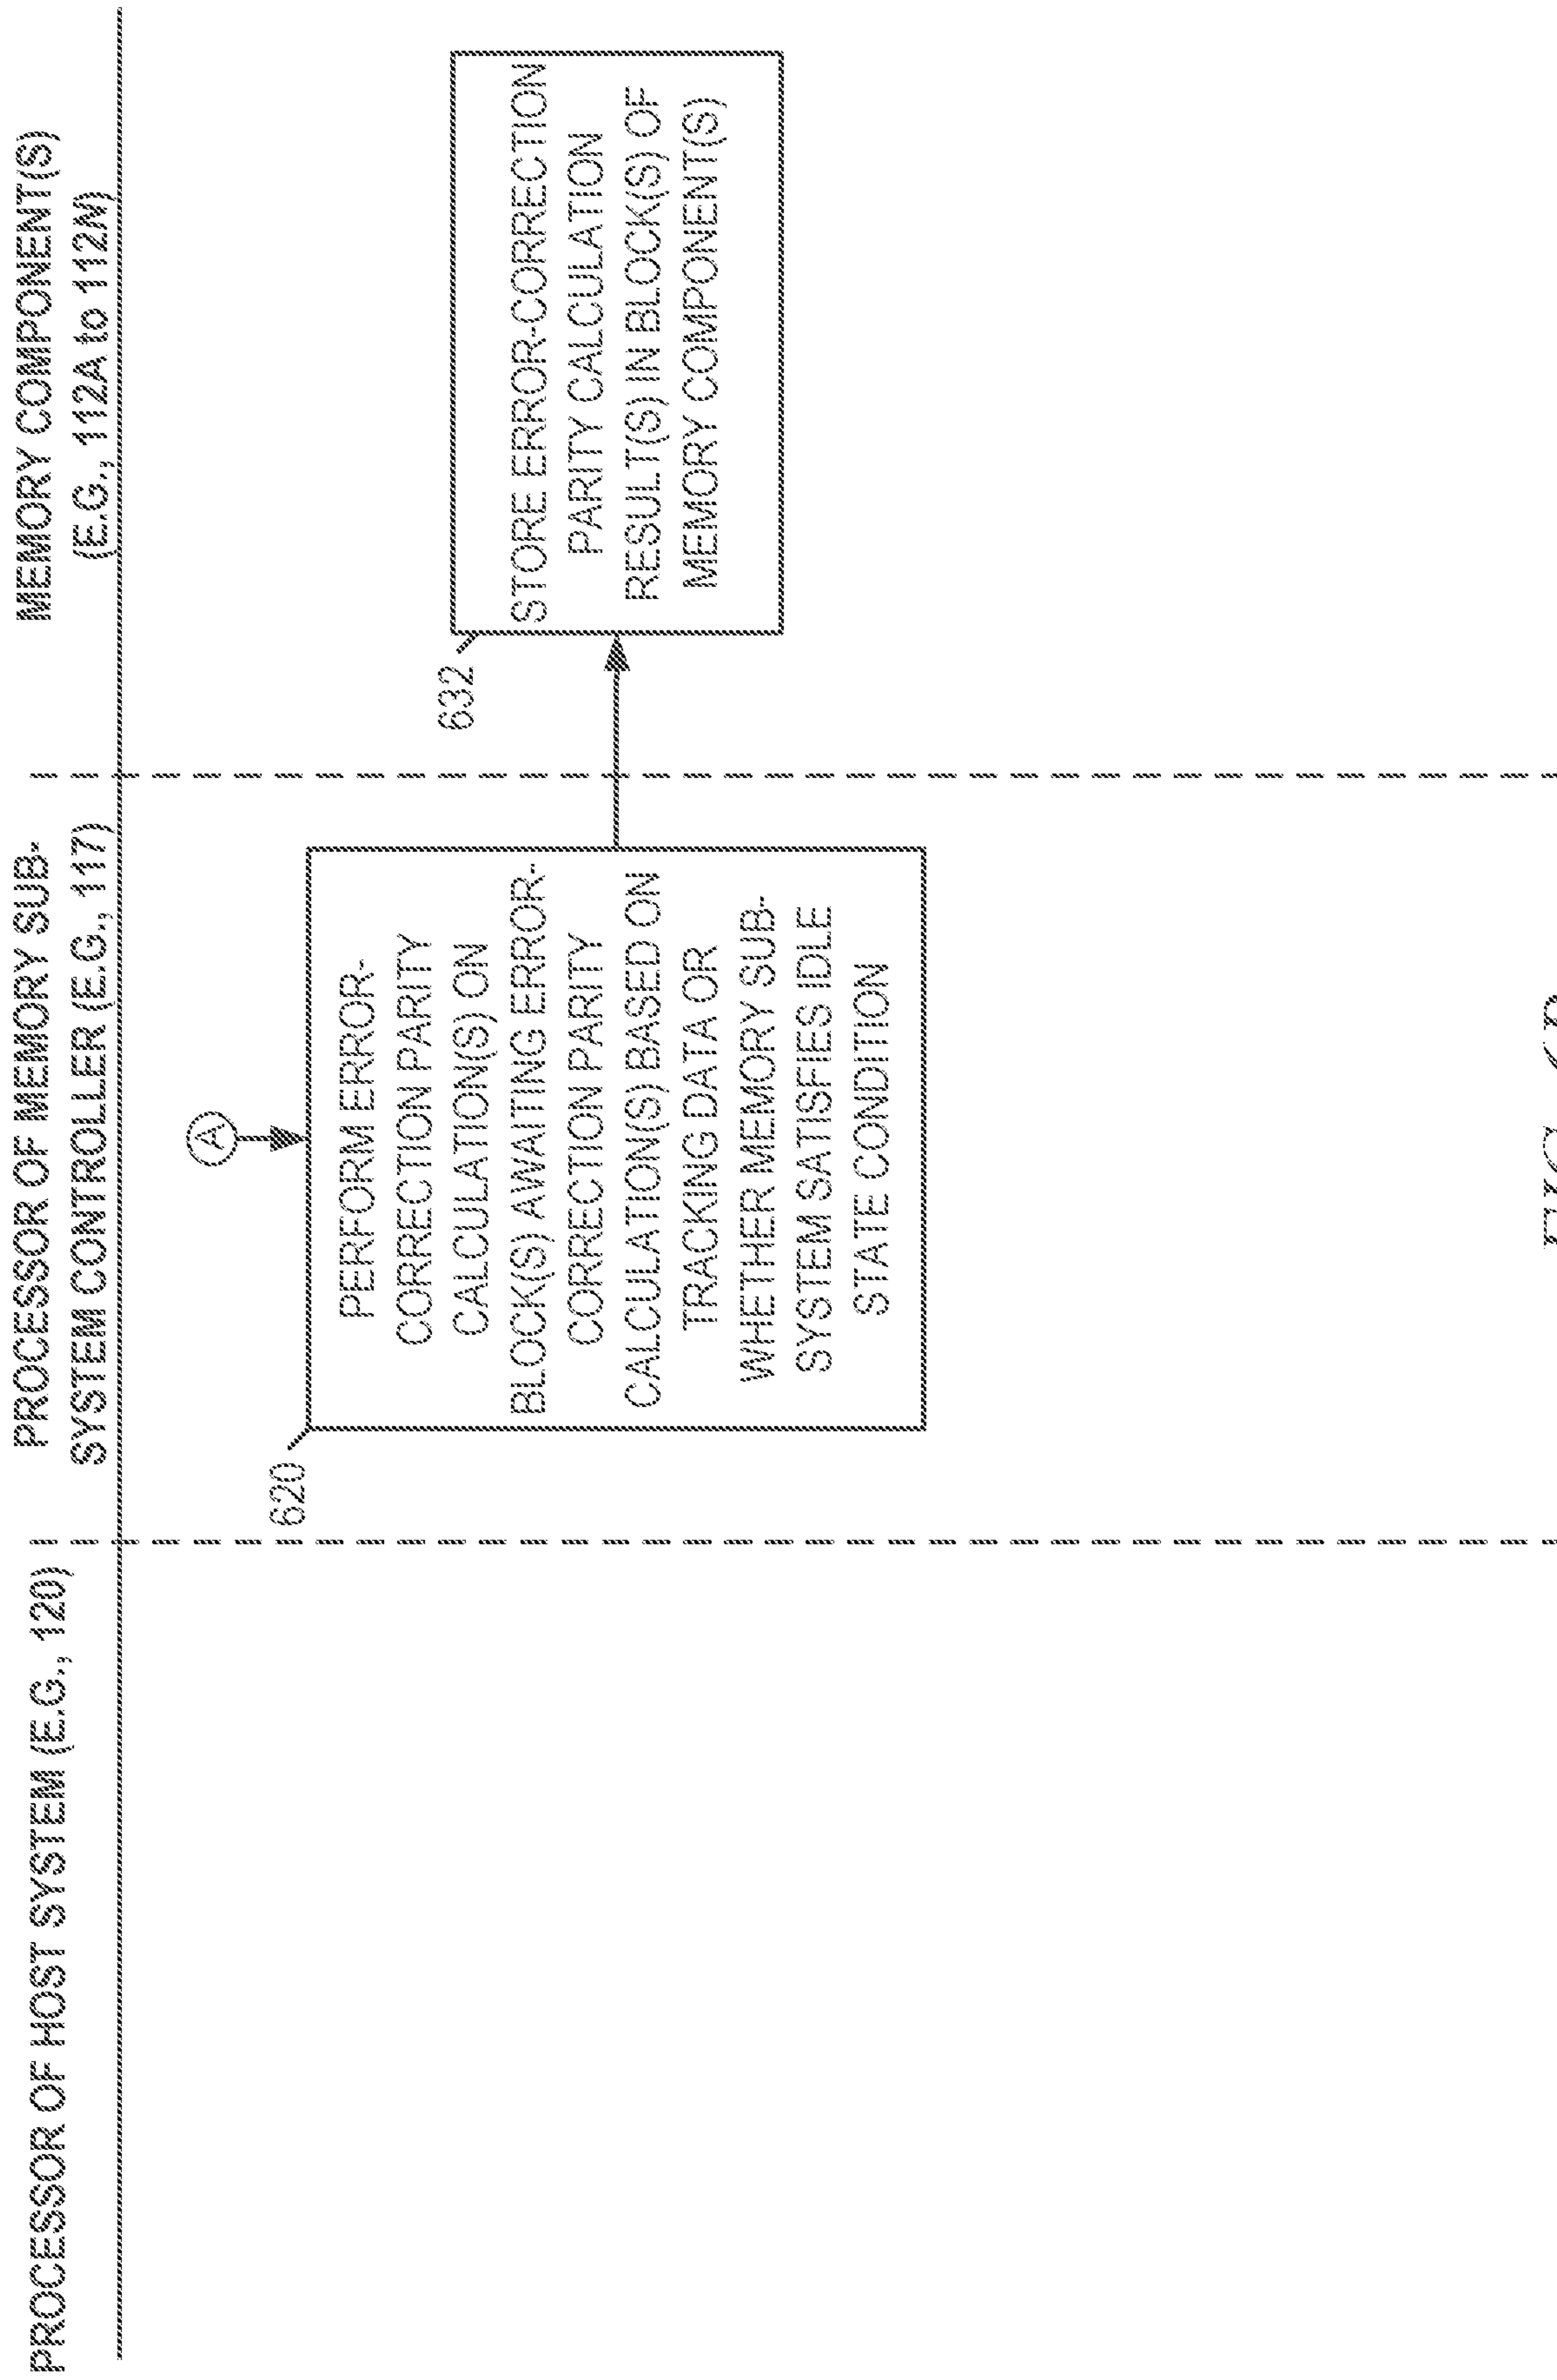 PROCESSOR OF HOST SYSTEM (E.G., 120)
PROCESSOR OF MEMORY SUB-
SYSTEM CONTROLLER (E.G., 117)
MEMORY COMPONENT(S)
(E.G., 112A to 112N)
A
620
PERFORM ERROR-
CORRECTION PARITY
CALCULATION(S) ON
BLOCK(S) AWAITING ERROR-
CORRECTION PARITY
CALCULATION(S) BASED ON
TRACKING DATA OR
WHETHER MEMORY SUB-
SYSTEM SATISFIES IDLE
STATE CONDITION
632
STORE ERROR-CORRECTION
PARITY CALCULATION
RESULT(S) IN BLOCK(S) OF
MEMORY COMPONENT(S)